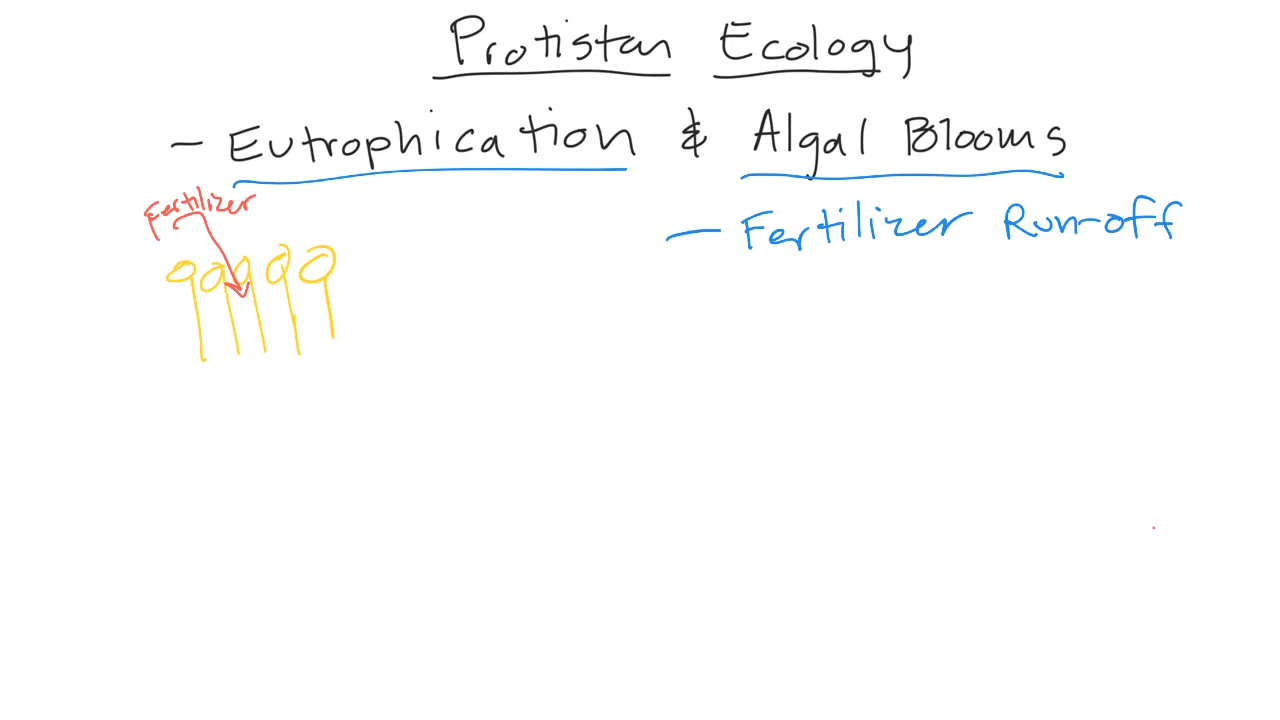 Protistan Ecology
- Eutrophication & Algal Blooms
- Fertilizer Run-off
Fertilizer